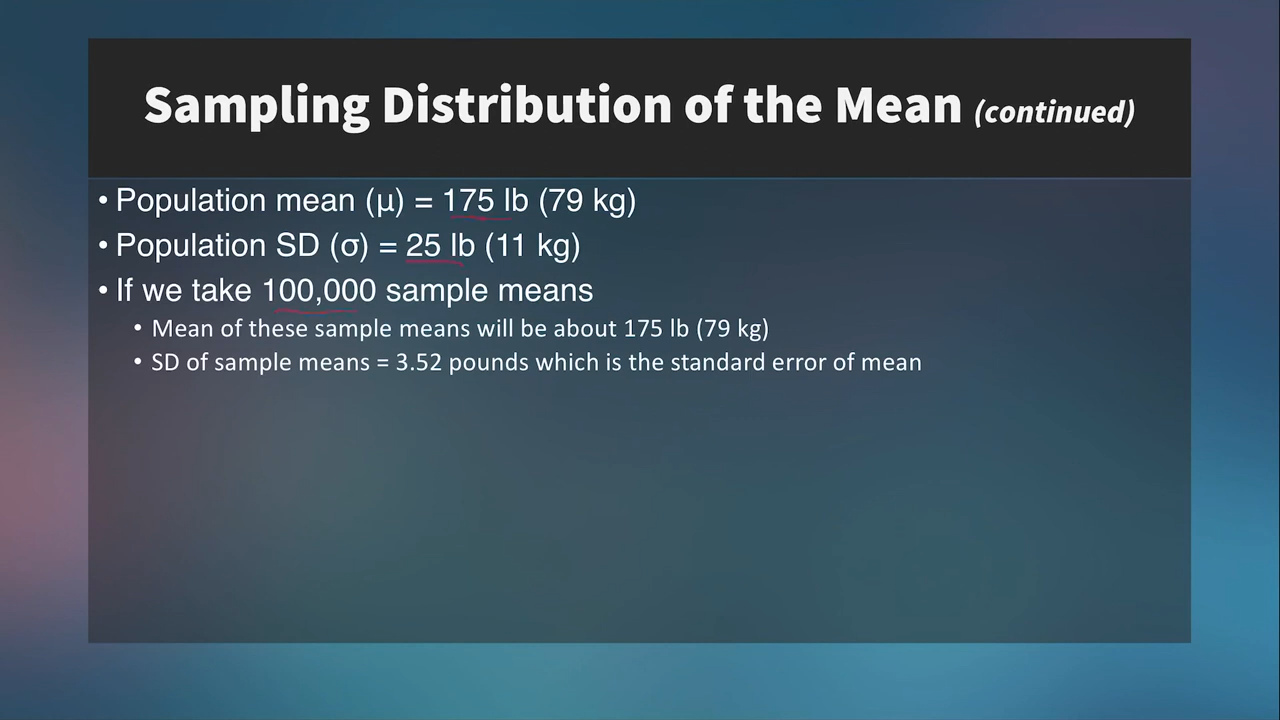 Sampling Distribution of the Mean (continued)
• Population mean (μ) = 175 lb (79 kg)
• Population SD (σ) = 25 lb (11 kg)
• If we take 100,000 sample means
• Mean of these sample means will be about 175 lb (79 kg)
• SD of sample means = 3.52 pounds which is the standard error of mean